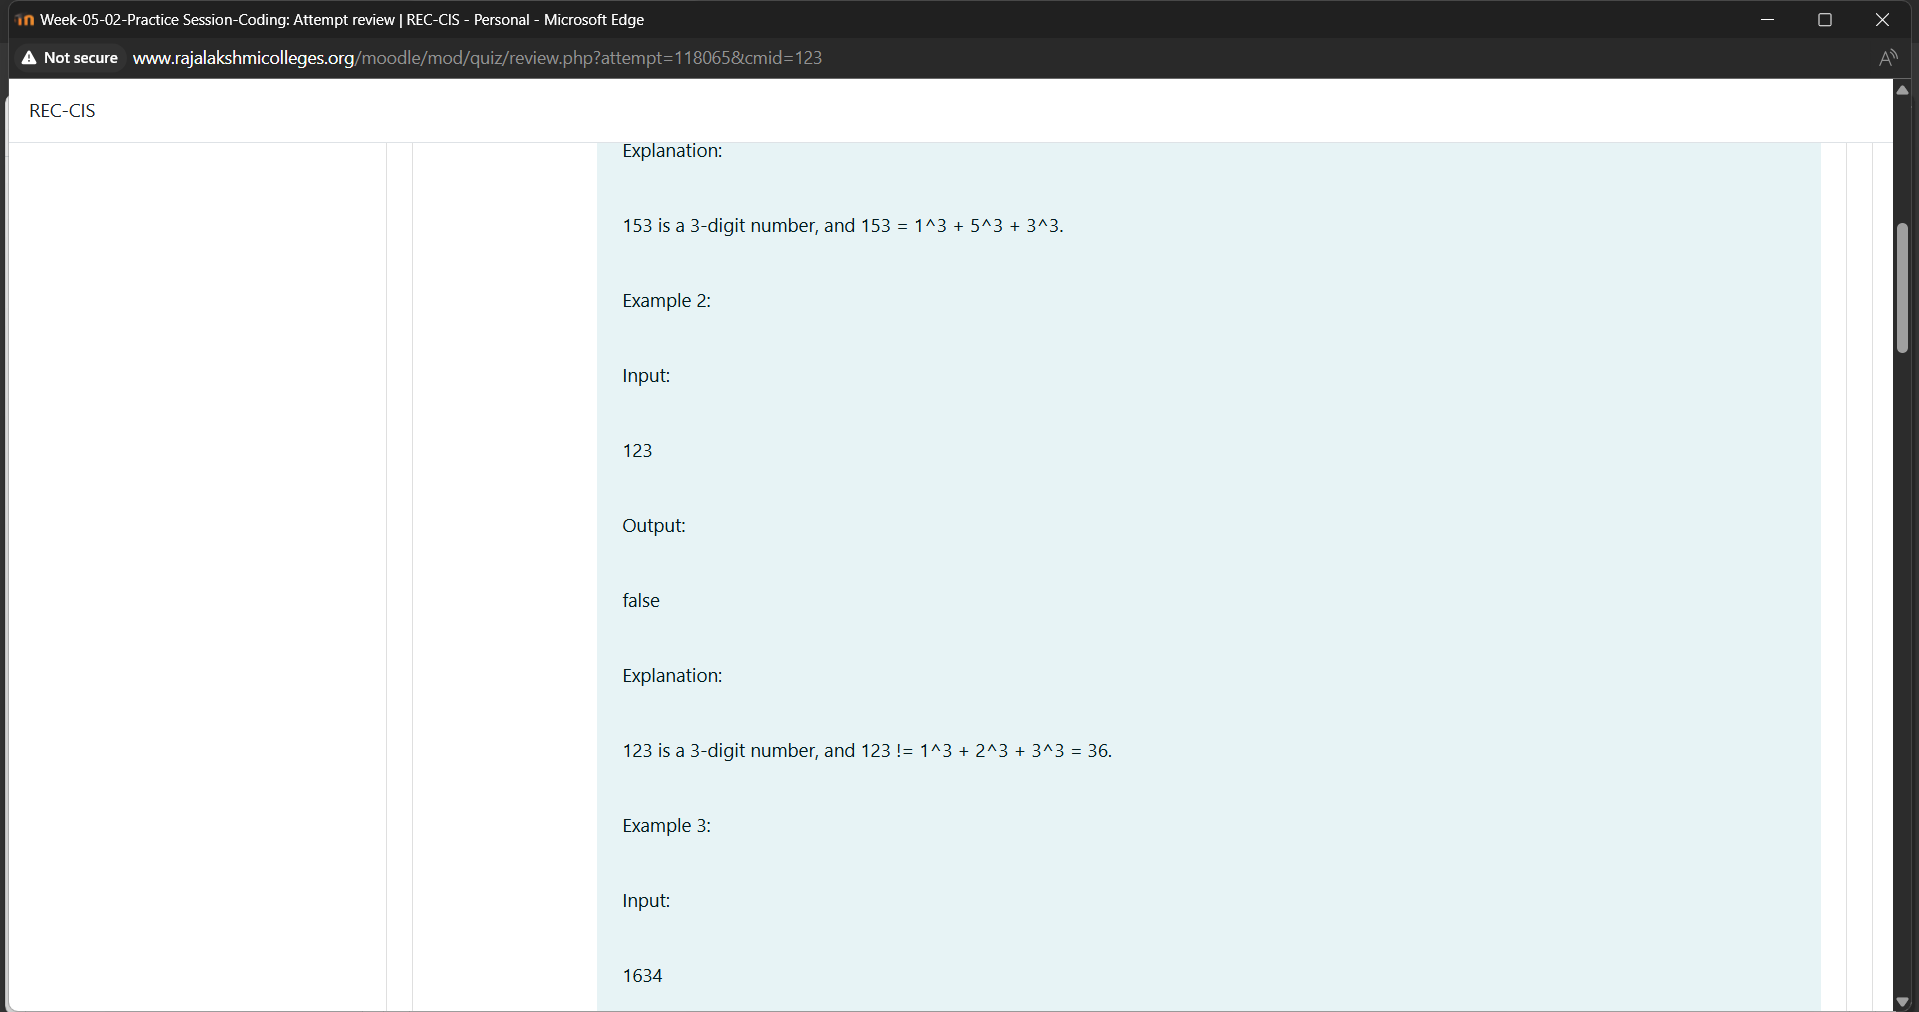 Week-05-02-Practice Session-Coding: Attempt review | REC-CIS - Personal - Microsoft Edge
Not secure www.rajalakshmicolleges.org/moodle/mod/quiz/review.php?attempt=118065&cmid=123
REC-CIS
Explanation:
153 is a 3-digit number, and 153 = 1^3 + 5^3 + 3^3.
Example 2:
Input:
123
Output:
false
Explanation:
123 is a 3-digit number, and 123 != 1^3 + 2^3 + 3^3 = 36.
Example 3:
Input:
1634